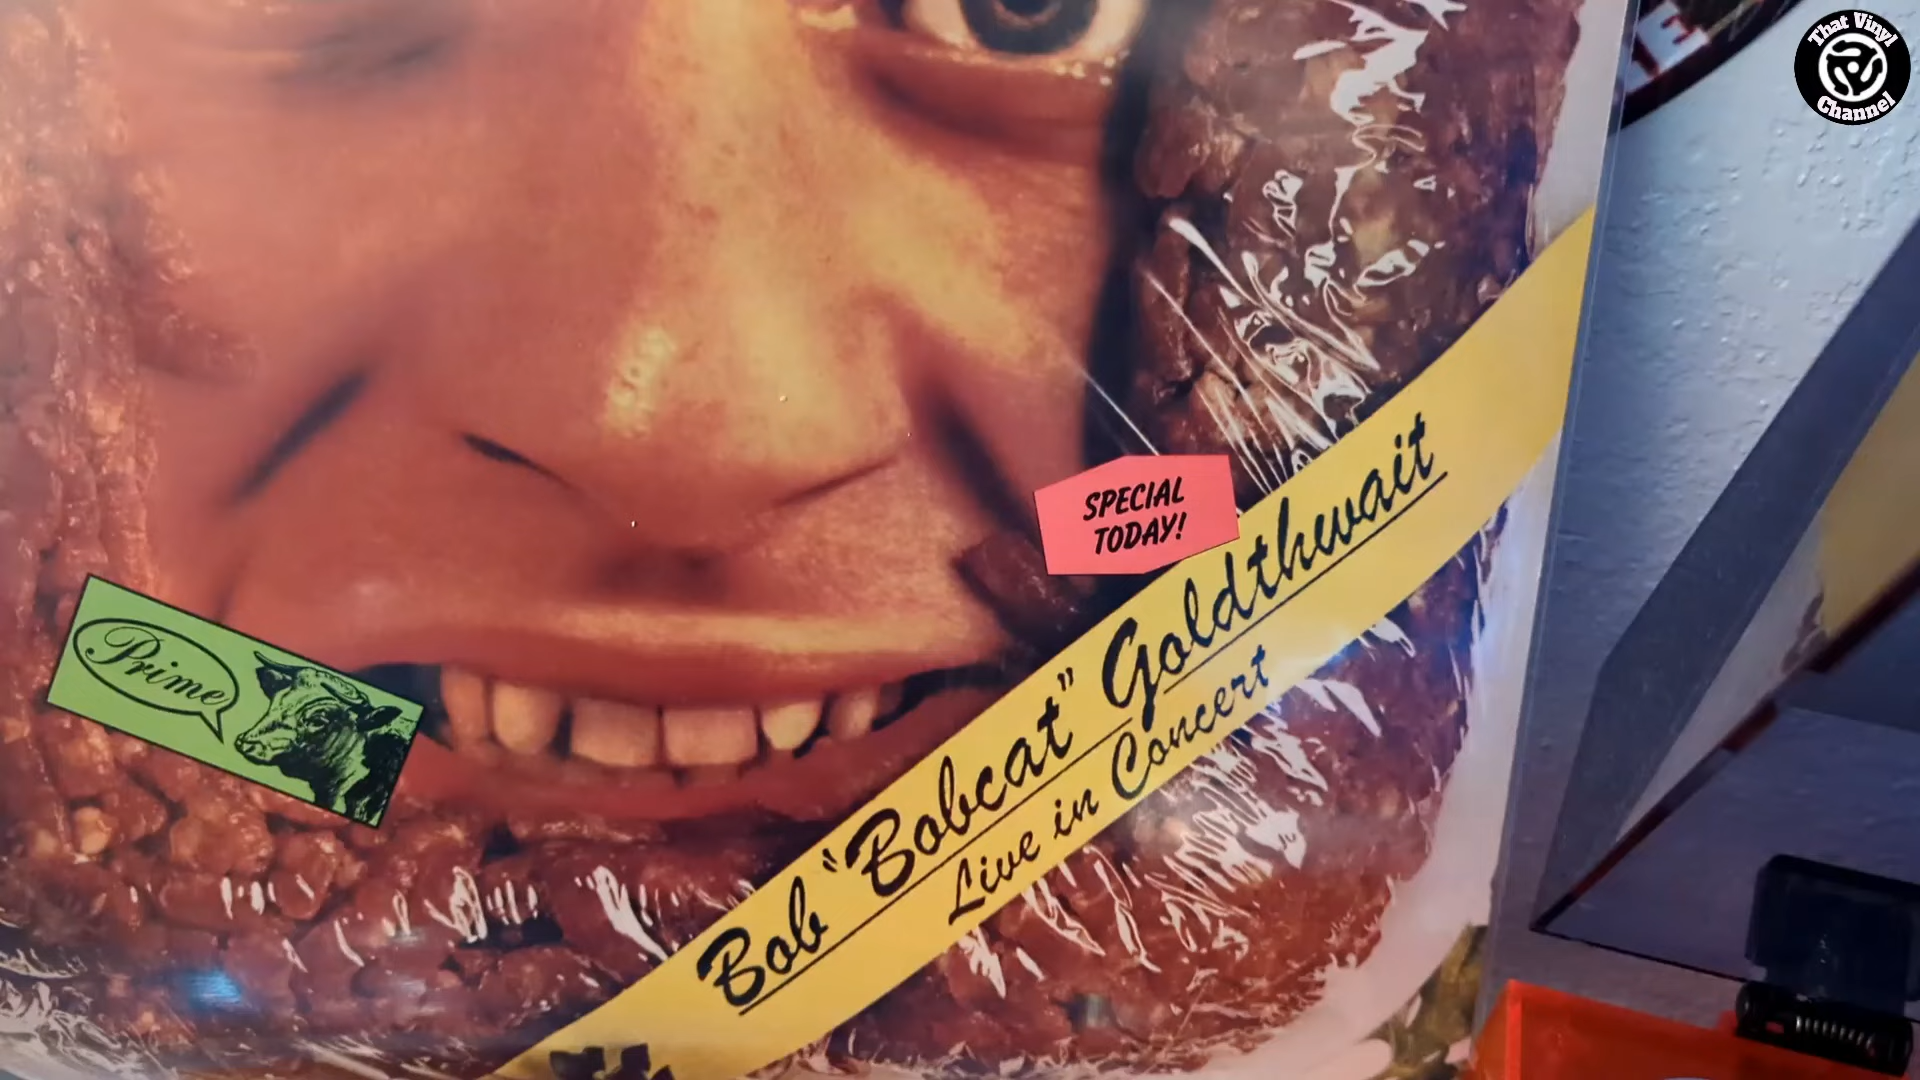 That Vinyl
Channel
SPECIAL
TODAY!
Prime
Bob "Bobcat" Goldthwait
Live in Concert